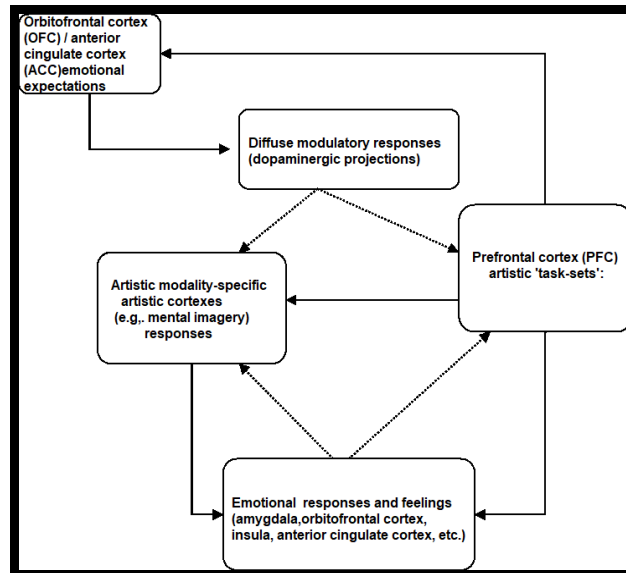 Orbitofrontal cortex
(OFC) / anterior
cingulate cortex
(ACC)emotional
expectations
Diffuse modulatory responses
(dopaminergic projections)
Prefrontal cortex (PFC)
artistic 'task-sets':
Artistic modality-specific
artistic cortexes
(e.g,. mental imagery)
responses
Emotional responses and feelings
(amygdala,orbitofrontal cortex,
insula, anterior cingulate cortex, etc.)